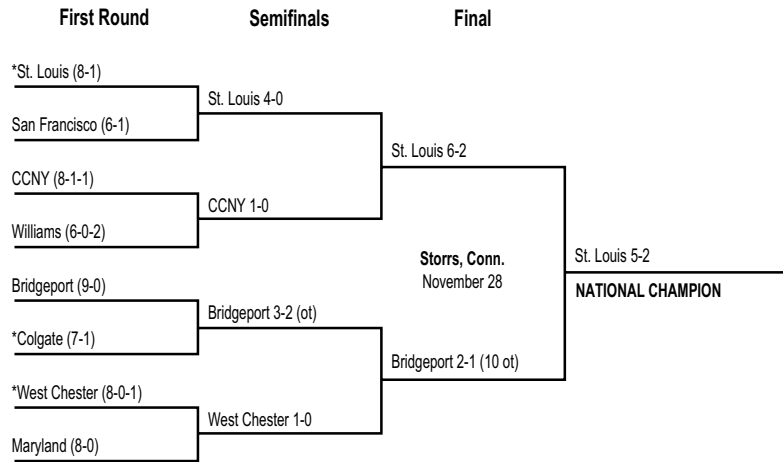 First Round
Semifinals
Final
*St. Louis (8-1)
St. Louis 4-0
San Francisco (6-1)
St. Louis 6-2
CCNY (8-1-1)
CCNY 1-0
Williams (6-0-2)
Storrs, Conn.
November 28
St. Louis 5-2
NATIONAL CHAMPION
Bridgeport (9-0)
Bridgeport 3-2 (ot)
*Colgate (7-1)
Bridgeport 2-1 (10 ot)
*West Chester (8-0-1)
West Chester 1-0
Maryland (8-0)